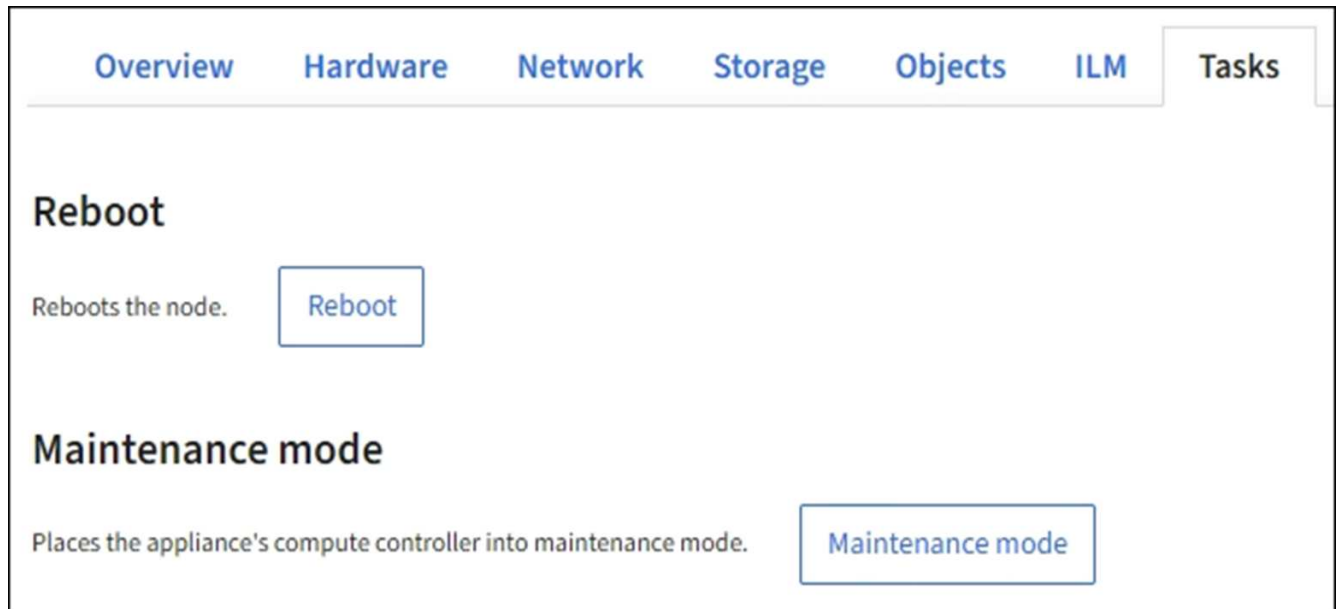 Overview Hardware Network Storage Objects ILM Tasks
Reboot
Reboots the node. Reboot
Maintenance mode
Places the appliance's compute controller into maintenance mode. Maintenance mode